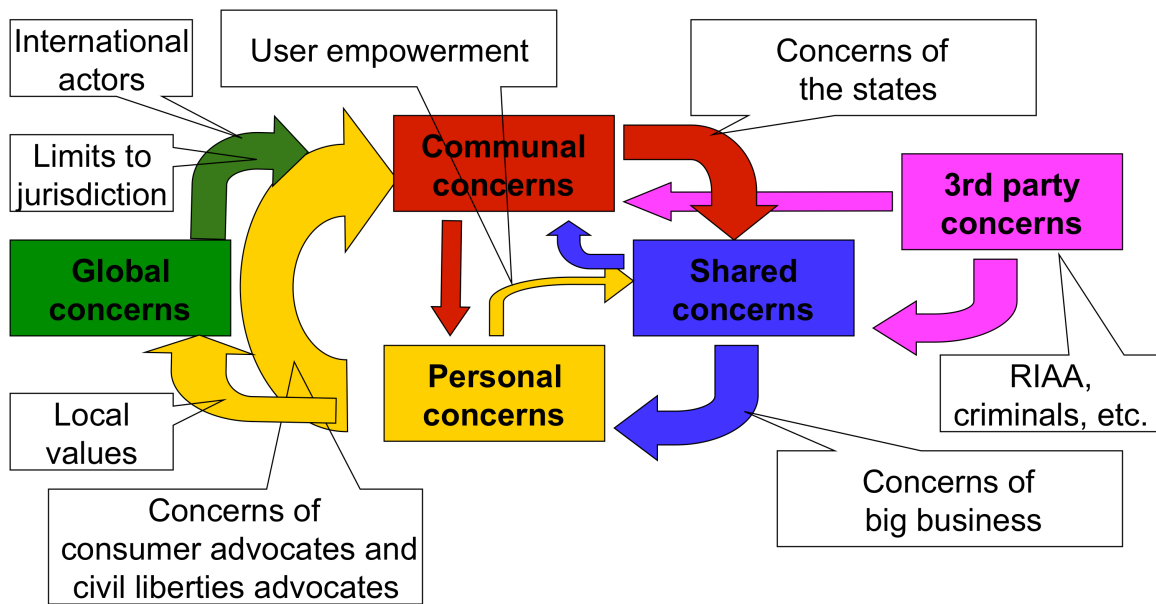 International
actors
User empowerment
Concerns of
the states
Limits to
jurisdiction
Communal
concerns
3rd party
concerns
Global
concerns
Shared
concerns
Personal
concerns
RIAA,
criminals, etc.
Local
values
Concerns of
big business
Concerns of
consumer advocates and
civil liberties advocates